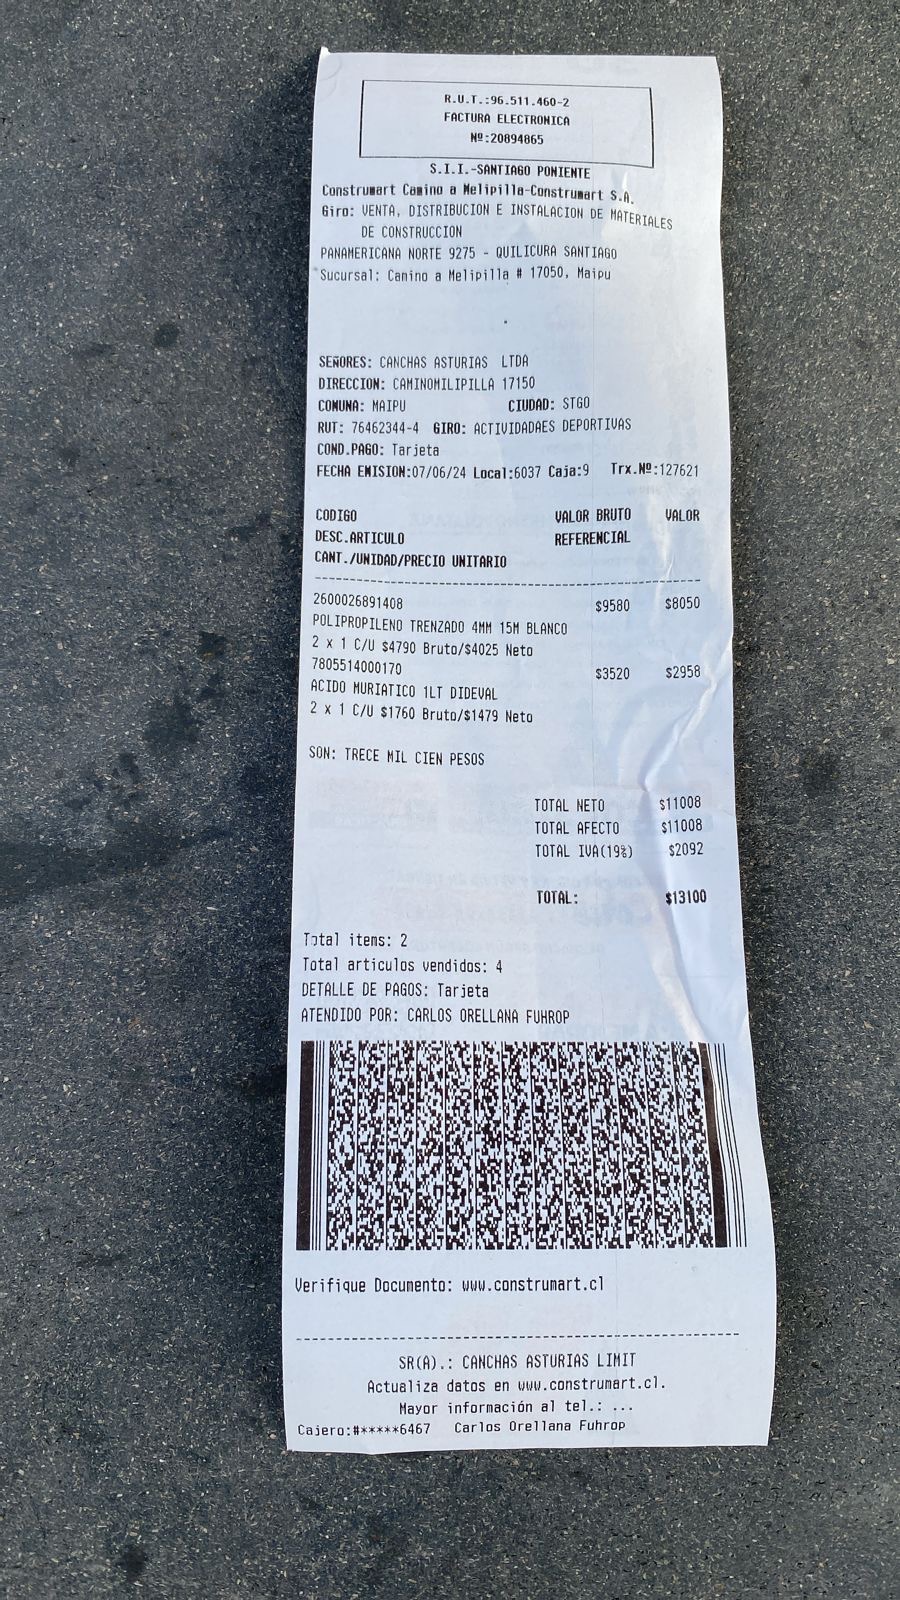 R.U.T.:96.511.460-2
FACTURA ELECTRONICA
Nº:20894865
S.I.I.-SANTIAGO PONIENTE
Construmart Camino a Melipilla-Construmart S.A.
Giro: VENTA, DISTRIBUCION E INSTALACION DE MATERIALES
DE CONSTRUCCION
PANAMERICANA NORTE 9275 - QUILICURA SANTIAGO
Sucursal: Camino a Melipilla # 17050, Maipu
SEÑORES: CANCHAS ASTURIAS LTDA
DIRECCION: CAMINOMILIPILLA 17150
COMUNA: MAIPU CIUDAD: STGO
RUT: 76462344-4 GIRO: ACTIVIDADAES DEPORTIVAS
COND.PAGO: Tarjeta
FECHA EMISION:07/06/24 Local:6037 Caja:9 Trx.Nº:127621
CODIGO VALOR BRUTO VALOR
DESC.ARTICULO REFERENCIAL
CANT./UNIDAD/PRECIO UNITARIO
2600026891408 $9580 $8050
POLIPROPILENO TRENZADO 4MM 15M BLANCO
2 x 1 C/U $4790 Bruto/$4025 Neto
7805514000170 $3520 $2958
ACIDO MURIATICO 1LT DIDEVAL
2 x 1 C/U $1760 Bruto/$1479 Neto
SON: TRECE MIL CIEN PESOS
TOTAL NETO $11008
TOTAL AFECTO $11008
TOTAL IVA(19%) $2092
TOTAL: $13100
Total items: 2
Total articulos vendidos: 4
DETALLE DE PAGOS: Tarjeta
ATENDIDO POR: CARLOS ORELLANA FUHROP
Verifique Documento: www.construmart.cl
SR(A).: CANCHAS ASTURIAS LIMIT
Actualiza datos en www.construmart.cl.
Mayor información al tel.: ...
Cajero:#*****6467 Carlos Orellana Fuhrop